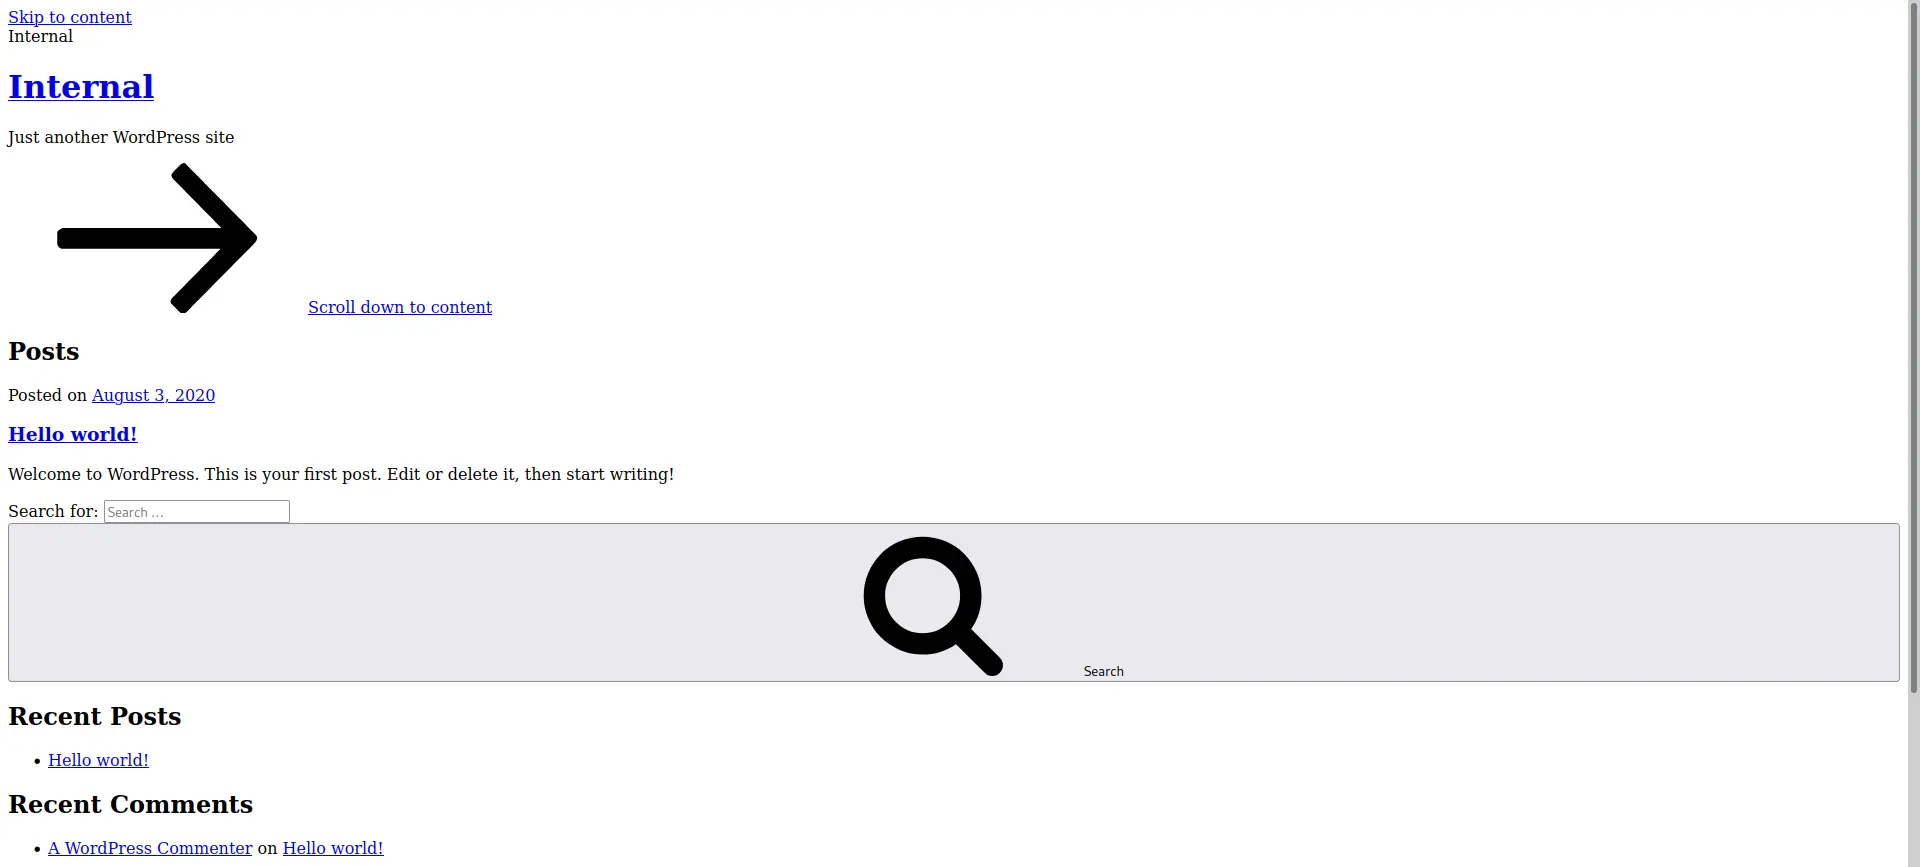 Skip to content
Internal
Internal
Just another WordPress site
Scroll down to content
Posts
Posted on August 3, 2020
Hello world!
Welcome to WordPress. This is your first post. Edit or delete it, then start writing!
Search for: Search …
Search
Recent Posts
• Hello world!
Recent Comments
• A WordPress Commenter on Hello world!